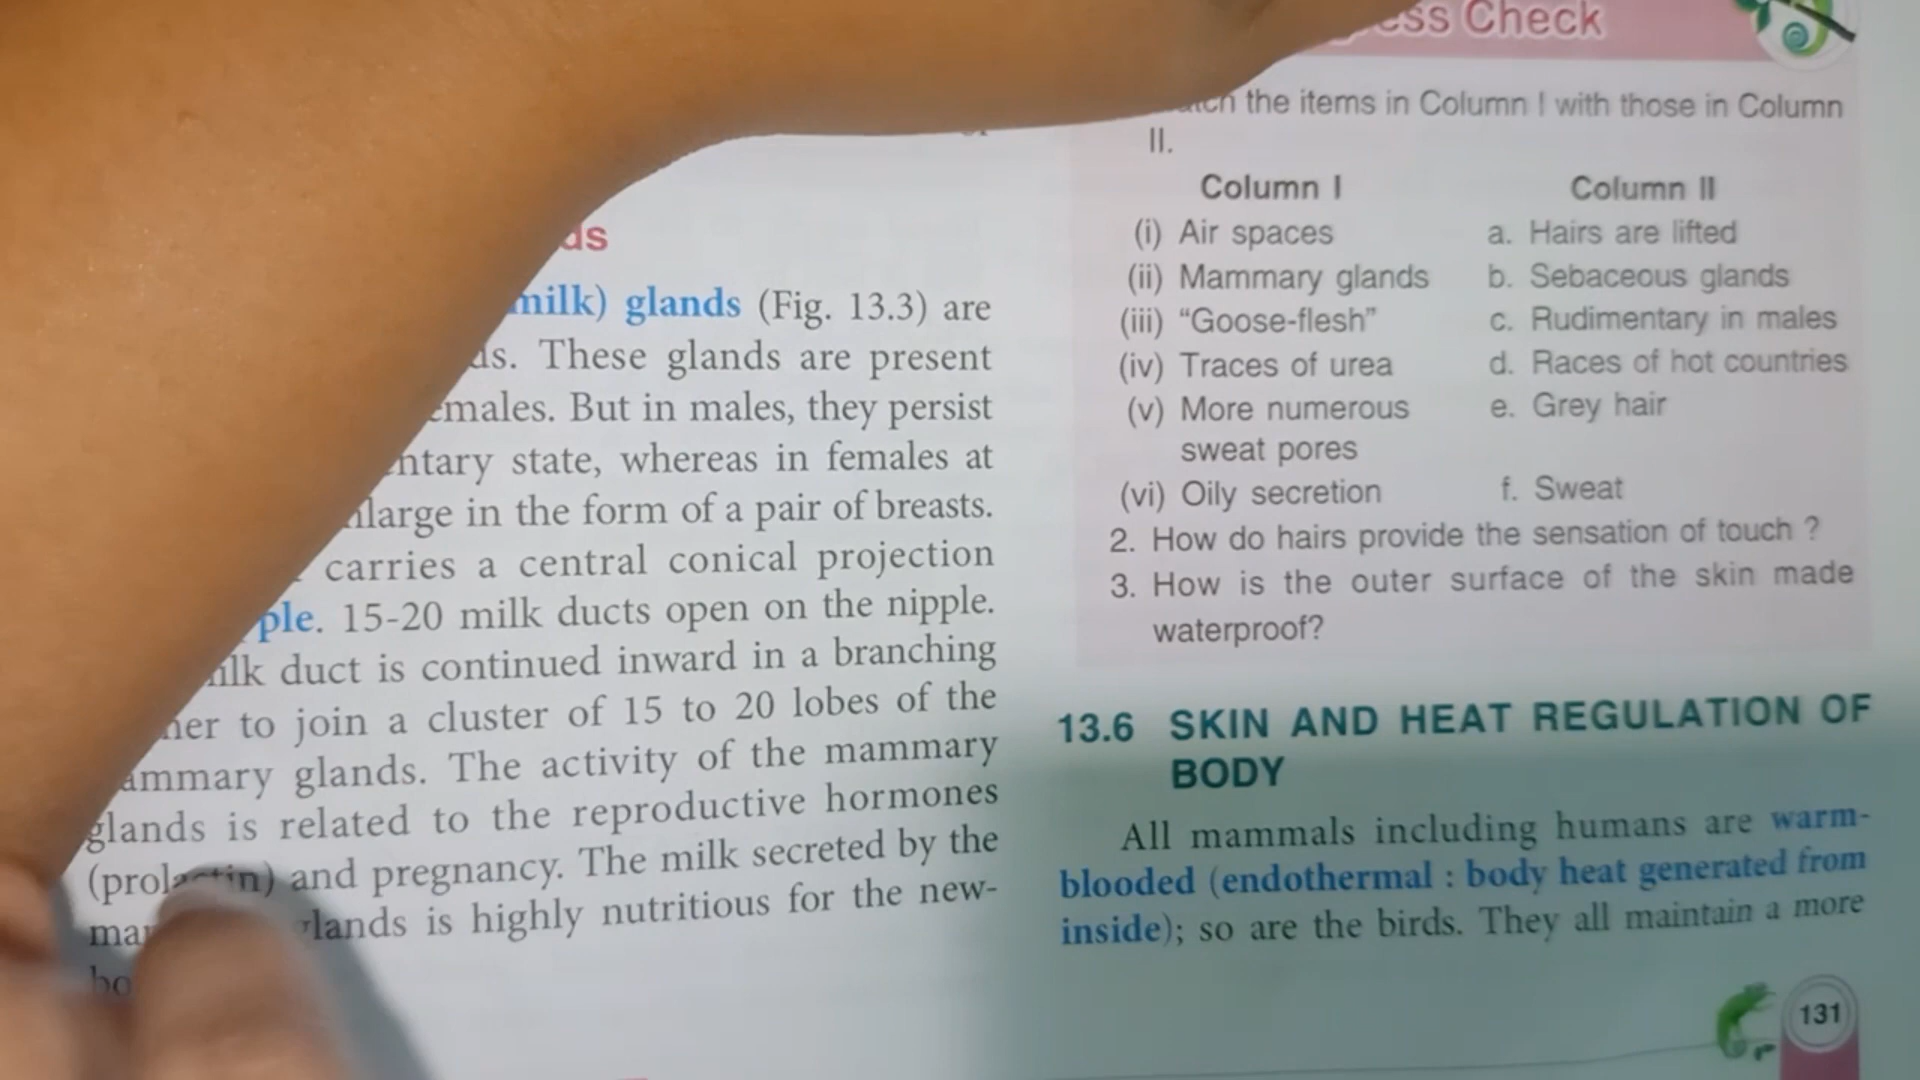 ds
milk) glands (Fig. 13.3) are
ds. These glands are present
males. But in males, they persist
ntary state, whereas in females at
large in the form of a pair of breasts.
carries a central conical projection
ple. 15-20 milk ducts open on the nipple.
ilk duct is continued inward in a branching
ner to join a cluster of 15 to 20 lobes of the
ammary glands. The activity of the mammary
glands is related to the reproductive hormones
and pregnancy. The milk secreted by the
lands is highly nutritious for the new-
bo
ess Check
the items in Column I with those in Column
II.
Column I Column II
(i) Air spaces a. Hairs are lifted
(ii) Mammary glands b. Sebaceous glands
(iii) “Goose-flesh” c. Rudimentary in males
(iv) Traces of urea d. Races of hot countries
(v) More numerous e. Grey hair
sweat pores
(vi) Oily secretion f. Sweat
2. How do hairs provide the sensation of touch ?
3. How is the outer surface of the skin made
waterproof?
13.6 SKIN AND HEAT REGULATION OF
BODY
All mammals including humans are warm-
blooded (endothermal : body heat generated from
inside); so are the birds. They all maintain a more
131